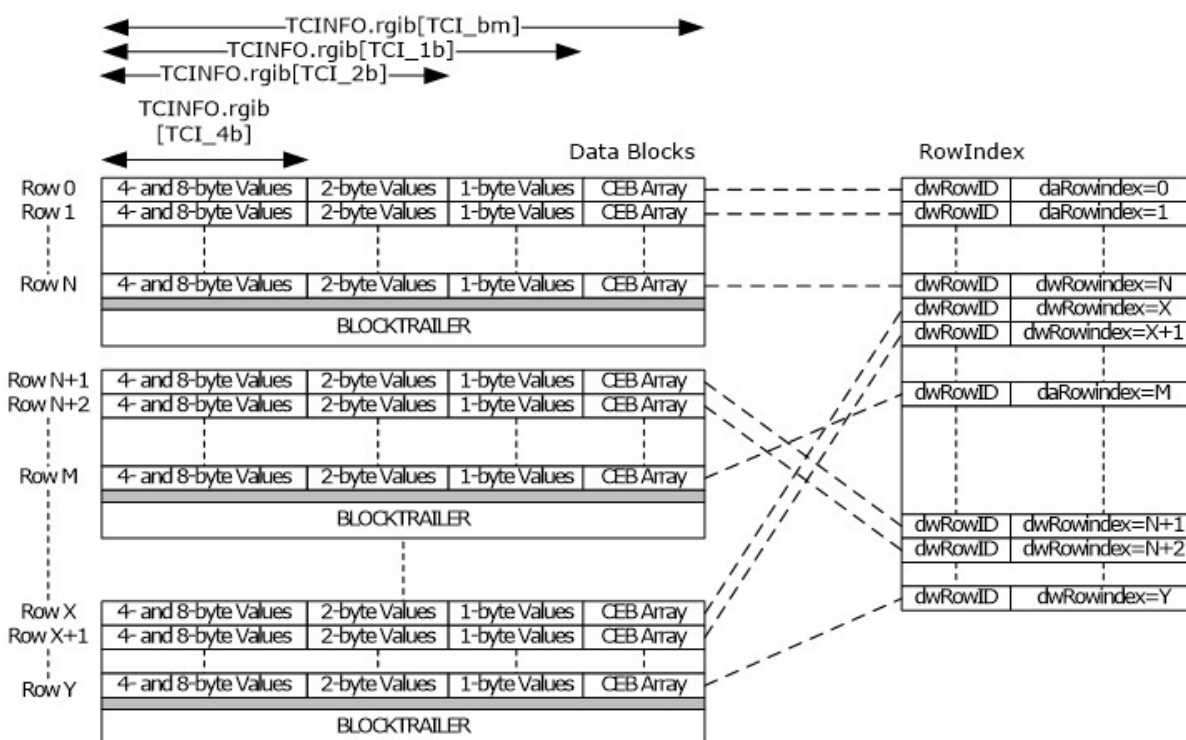 TCINFO.rgib[TCI_bm]
TCINFO.rgib[TCI_1b]
TCINFO.rgib[TCI_2b]
TCINFO.rgib
[TCI_4b]
Data Blocks RowIndex
Row 0 4- and 8-byte Values 2-byte Values 1-byte Values CEB Array dwRowID daRowindex=0
Row 1 4- and 8-byte Values 2-byte Values 1-byte Values CEB Array dwRowID daRowindex=1
Row N 4- and 8-byte Values 2-byte Values 1-byte Values CEB Array dwRowID dwRowindex=N
dwRowID dwRowindex=X
BLOCKTRAILER dwRowID dwRowindex=X+1
Row N+1 4- and 8-byte Values 2-byte Values 1-byte Values CEB Array
dwRowID daRowindex=M
Row N+2 4- and 8-byte Values 2-byte Values 1-byte Values CEB Array
Row M 4- and 8-byte Values 2-byte Values 1-byte Values CEB Array
BLOCKTRAILER dwRowID dwRowindex=N+1
dwRowID dwRowindex=N+2
dwRowID dwRowindex=Y
Row X 4- and 8-byte Values 2-byte Values 1-byte Values CEB Array
Row X+1 4- and 8-byte Values 2-byte Values 1-byte Values CEB Array
Row Y 4- and 8-byte Values 2-byte Values 1-byte Values CEB Array
BLOCKTRAILER